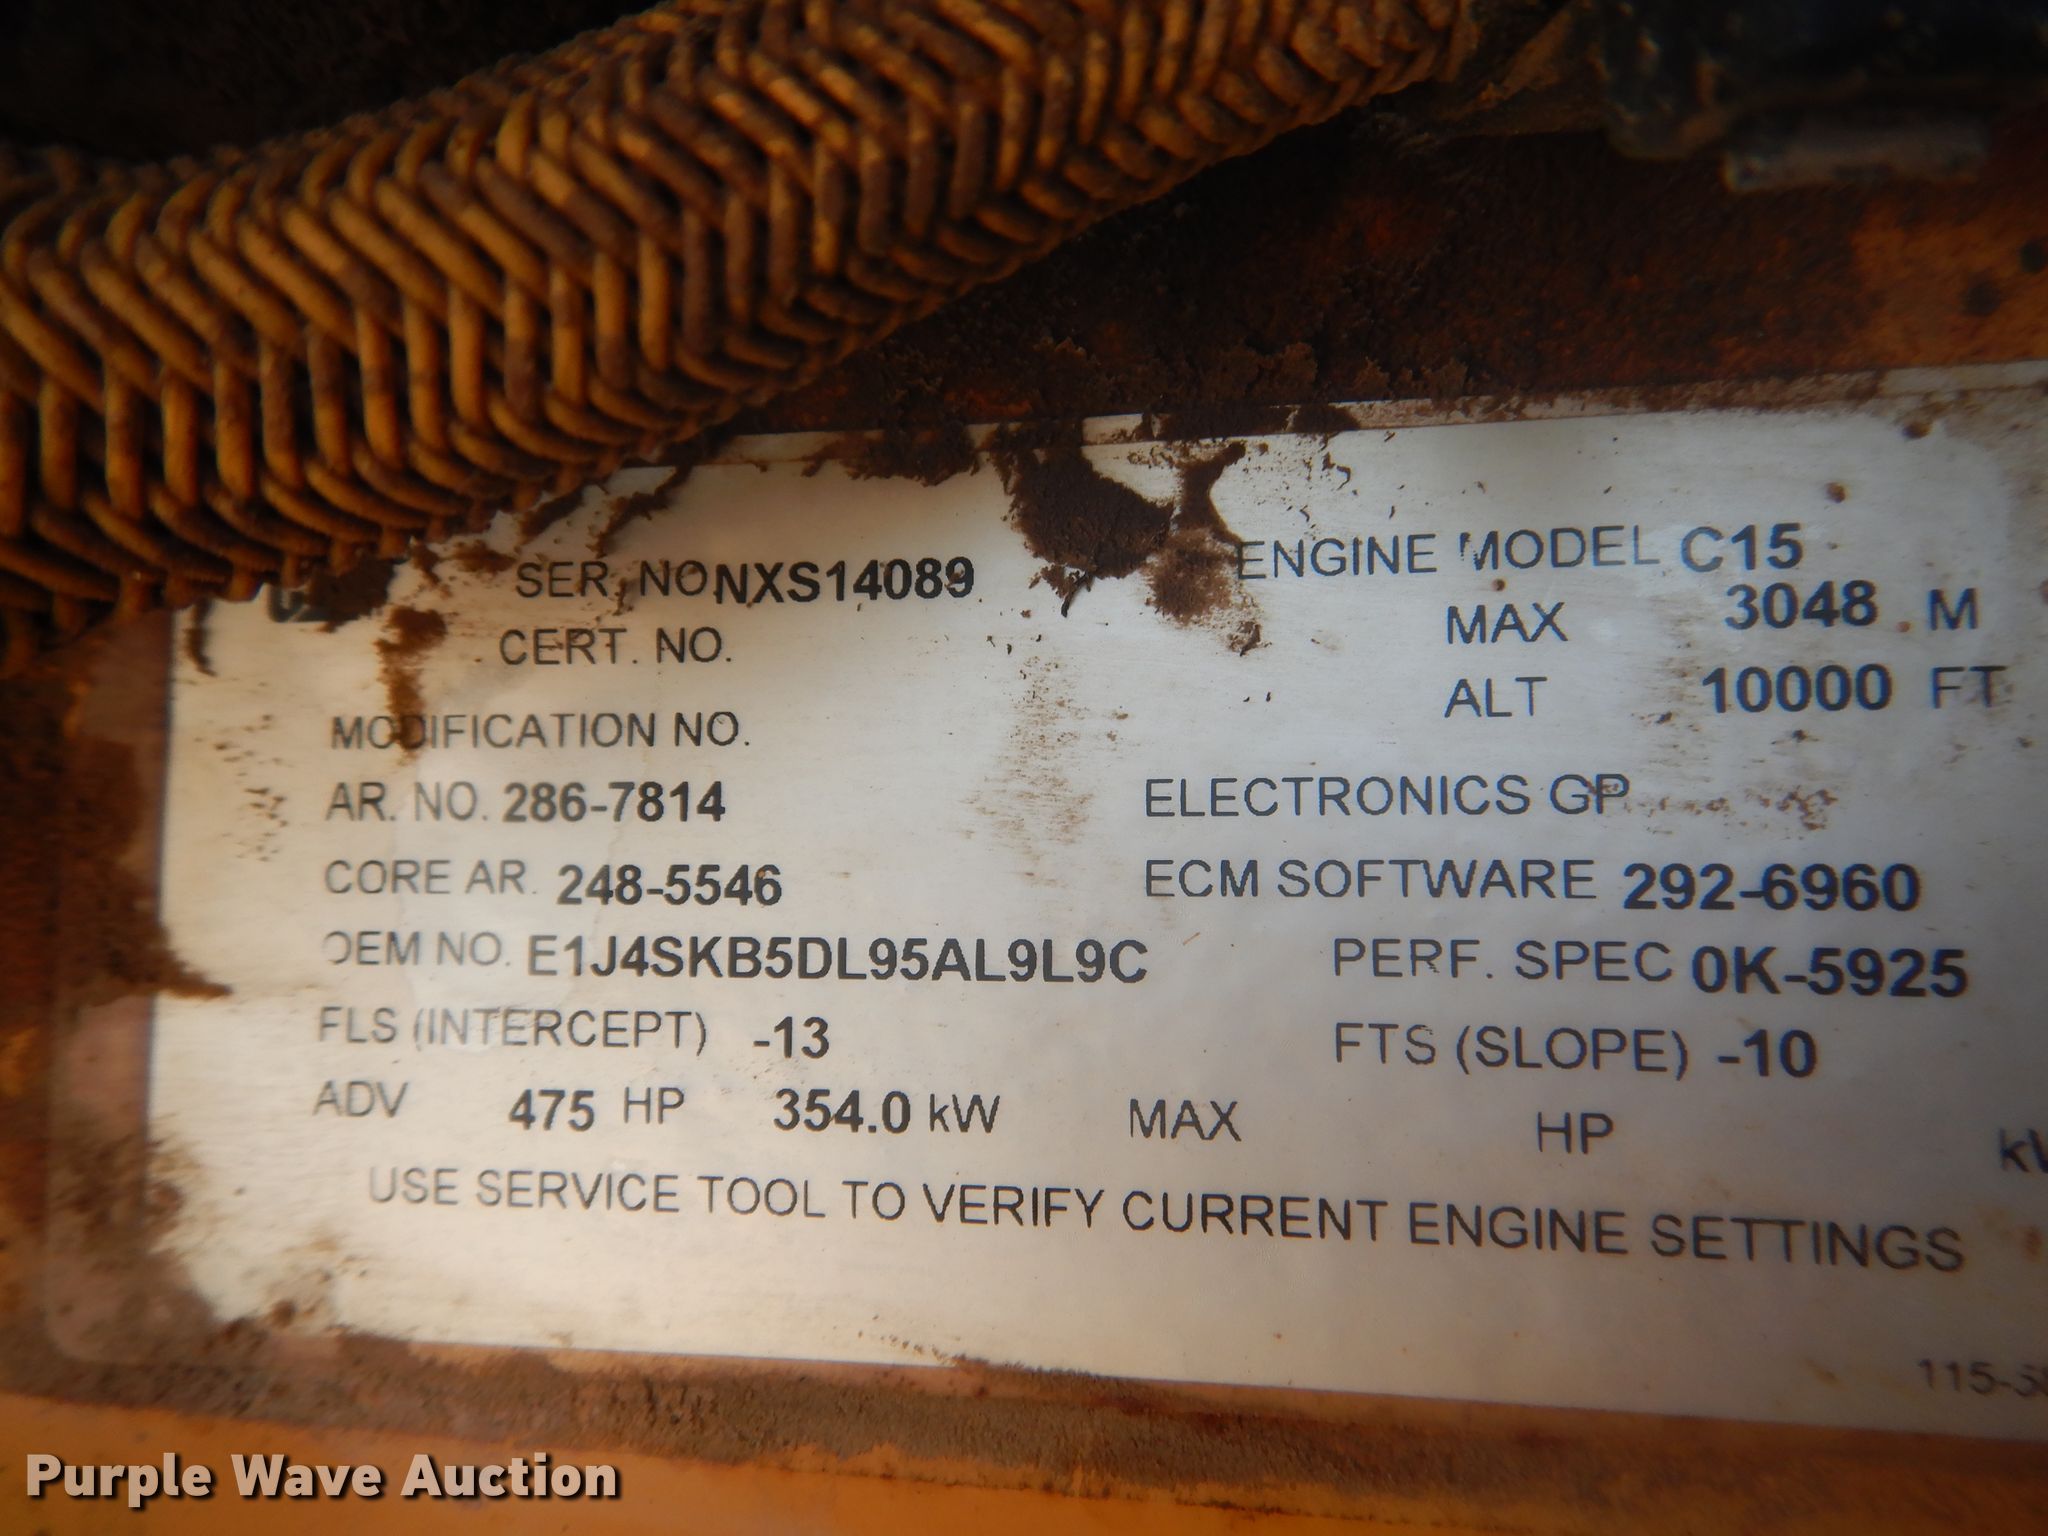 SER. NO NXS14089 ENGINE MODEL C15
CERT. NO. MAX 3048 M
ALT 10000 FT
MODIFICATION NO.
AR. NO. 286-7814 ELECTRONICS GP
CORE AR. 248-5546 ECM SOFTWARE 292-6960
OEM NO. E1J4SKB5DL95AL9L9C PERF. SPEC 0K-5925
FLS (INTERCEPT) -13 FTS (SLOPE) -10
ADV 475 HP 354.0 kW MAX HP
USE SERVICE TOOL TO VERIFY CURRENT ENGINE SETTINGS
Purple Wave Auction